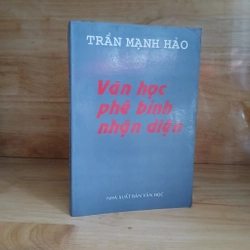 TRẦN MẠNH HẢO
Văn học
phê bình
nhận diện
NHÀ XUẤT BẢN VĂN HỌC